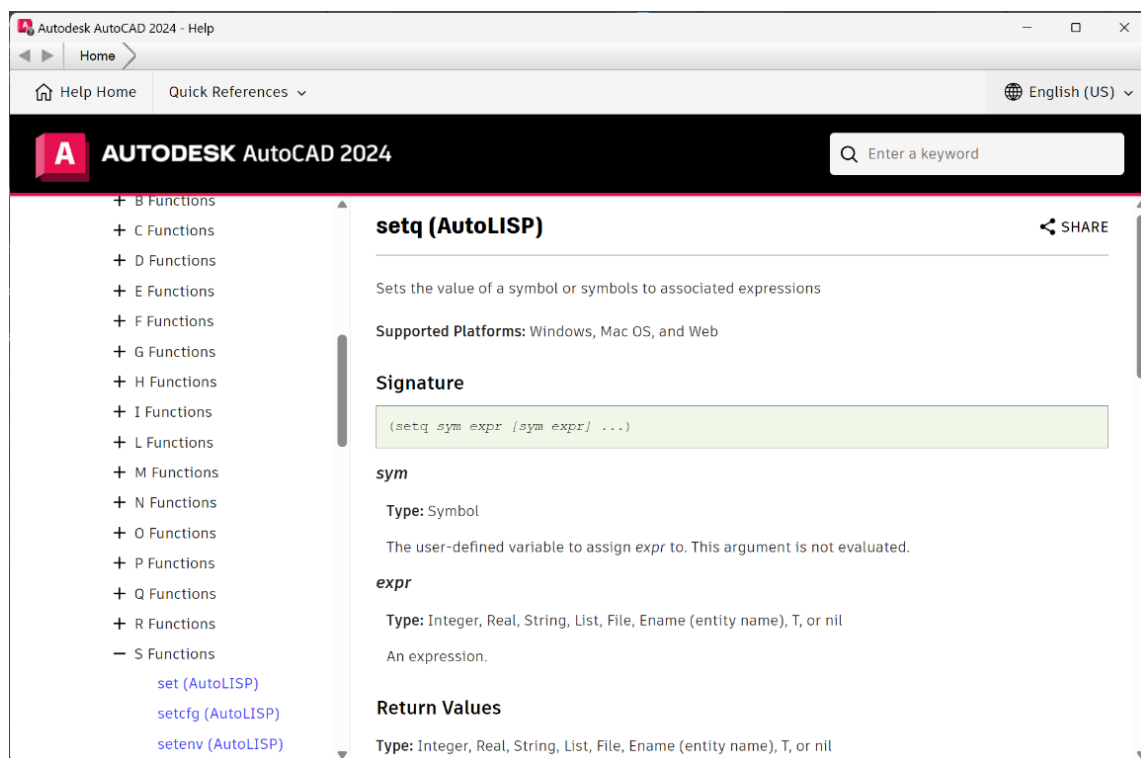 Autodesk AutoCAD 2024 - Help
Home
Help Home
Quick References
English (US)
A AUTODESK AutoCAD 2024
Enter a keyword
+ B Functions
+ C Functions
+ D Functions
+ E Functions
+ F Functions
+ G Functions
+ H Functions
+ I Functions
+ L Functions
+ M Functions
+ N Functions
+ O Functions
+ P Functions
+ Q Functions
+ R Functions
− S Functions
set (AutoLISP)
setcfg (AutoLISP)
setenv (AutoLISP)
setq (AutoLISP)
SHARE
Sets the value of a symbol or symbols to associated expressions
Supported Platforms: Windows, Mac OS, and Web
Signature
(setq sym expr [sym expr] ...)
sym
Type: Symbol
The user-defined variable to assign expr to. This argument is not evaluated.
expr
Type: Integer, Real, String, List, File, Ename (entity name), T, or nil
An expression.
Return Values
Type: Integer, Real, String, List, File, Ename (entity name), T, or nil